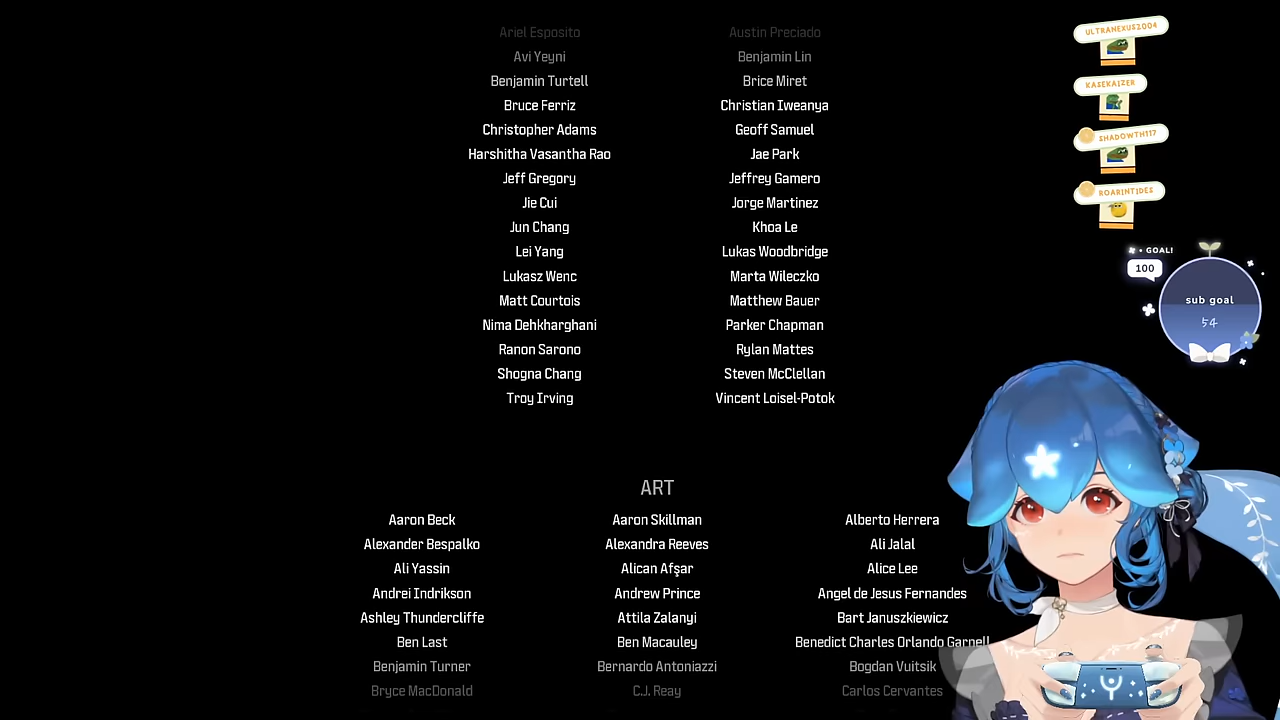 Ariel Esposito Austin Preciado
Avi Yeyni Benjamin Lin
Benjamin Turtell Brice Miret
Bruce Ferriz Christian Iweanya
Christopher Adams Geoff Samuel
Harshitha Vasantha Rao Jae Park
Jeff Gregory Jeffrey Gamero
Jie Cui Jorge Martinez
Jun Chang Khoa Le
Lei Yang Lukas Woodbridge
Lukasz Wenc Marta Wileczko
Matt Courtois Matthew Bauer
Nima Dehkharghani Parker Chapman
Ranon Sarono Rylan Mattes
Shogna Chang Steven McClellan
Troy Irving Vincent Loisel-Potok
ART
Aaron Beck Aaron Skillman Alberto Herrera
Alexander Bespalko Alexandra Reeves Ali Jalal
Ali Yassin Alican Afşar Alice Lee
Andrei Indrikson Andrew Prince Angel de Jesus Fernandes
Ashley Thundercliffe Attila Zalanyi Bart Januszkiewicz
Ben Last Ben Macauley Benedict Charles Orlando Garnell
Benjamin Turner Bernardo Antoniazzi Bogdan Vuitsik
Bryce MacDonald C.J. Reay Carlos Cervantes
ULTRANEXUS2004
KASEKAIZER
SHADOWTH117
ROARINTIDES
• GOAL!
100
sub goal
54